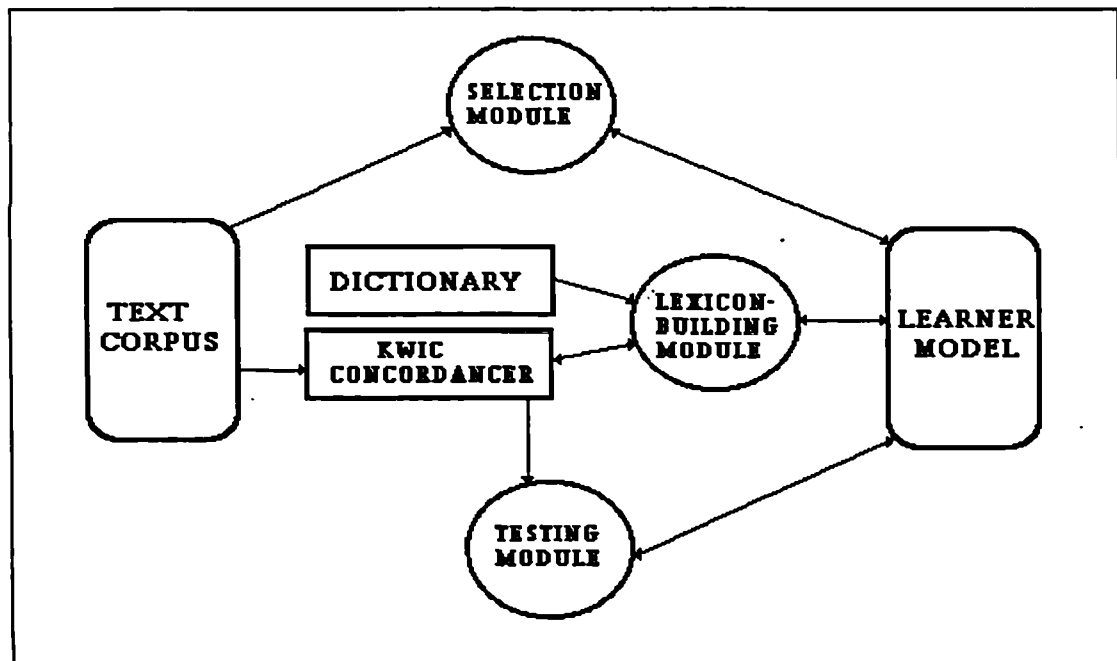 SELECTION
MODULE
DICTIONARY
TEXT
CORPUS
KWIC
CONCORDANCER
LEXICON-
BUILDING
MODULE
LEARNER
MODEL
TESTING
MODULE